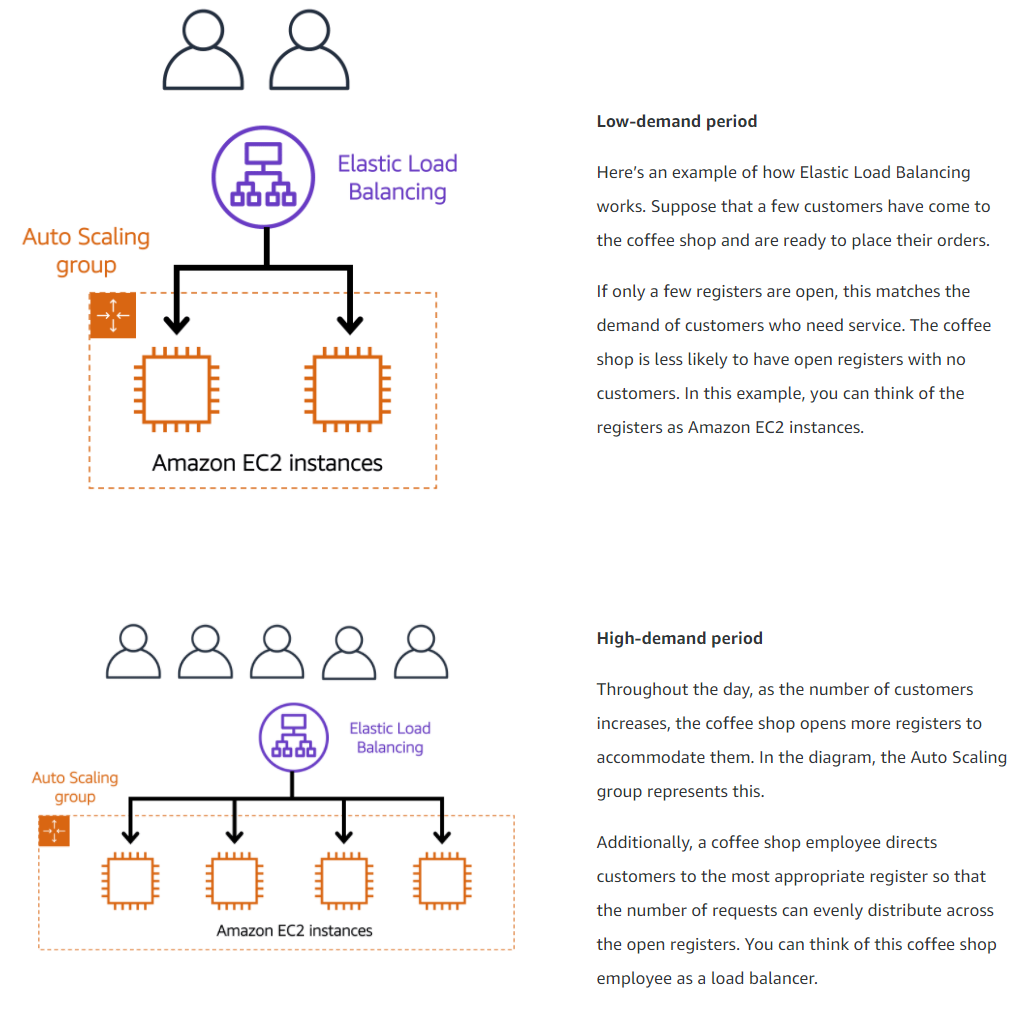 Elastic Load
Balancing
Auto Scaling
group
Amazon EC2 instances
Low-demand period
Here’s an example of how Elastic Load Balancing
works. Suppose that a few customers have come to
the coffee shop and are ready to place their orders.
If only a few registers are open, this matches the
demand of customers who need service. The coffee
shop is less likely to have open registers with no
customers. In this example, you can think of the
registers as Amazon EC2 instances.
Elastic Load
Balancing
Auto Scaling
group
Amazon EC2 instances
High-demand period
Throughout the day, as the number of customers
increases, the coffee shop opens more registers to
accommodate them. In the diagram, the Auto Scaling
group represents this.
Additionally, a coffee shop employee directs
customers to the most appropriate register so that
the number of requests can evenly distribute across
the open registers. You can think of this coffee shop
employee as a load balancer.